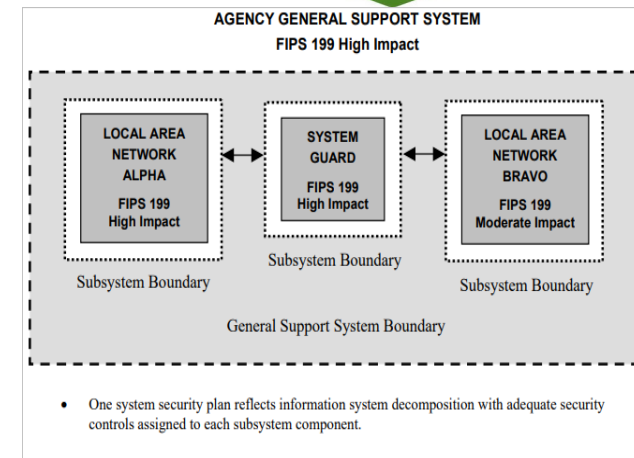 AGENCY GENERAL SUPPORT SYSTEM
FIPS 199 High Impact
LOCAL AREA
NETWORK
ALPHA
FIPS 199
High Impact
SYSTEM
GUARD
FIPS 199
High Impact
LOCAL AREA
NETWORK
BRAVO
FIPS 199
Moderate Impact
Subsystem Boundary
Subsystem Boundary
Subsystem Boundary
General Support System Boundary
• One system security plan reflects information system decomposition with adequate security
controls assigned to each subsystem component.